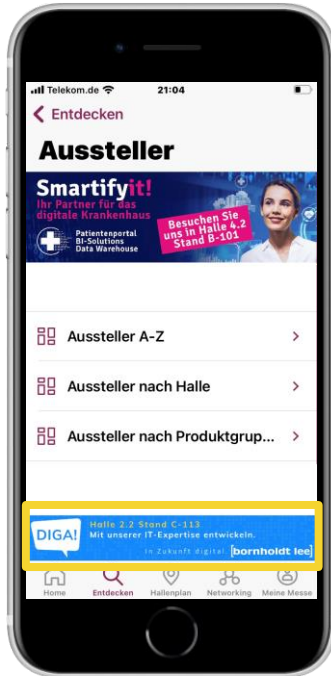 Telekom.de 21:04
Entdecken
Aussteller
Smartifyit!
Ihr Partner für das
digitale Krankenhaus
Patientenportal
BI-Solutions
Data Warehouse
Besuchen Sie
uns in Halle 4.2
Stand B-101
Aussteller A-Z
Aussteller nach Halle
Aussteller nach Produktgrup...
DIGA!
Halle 2.2 Stand C-113
Mit unserer IT-Expertise entwickeln.
in Zukunft digital [bornholdt lee]
Home Entdecken Hallenplan Networking Meine Messe